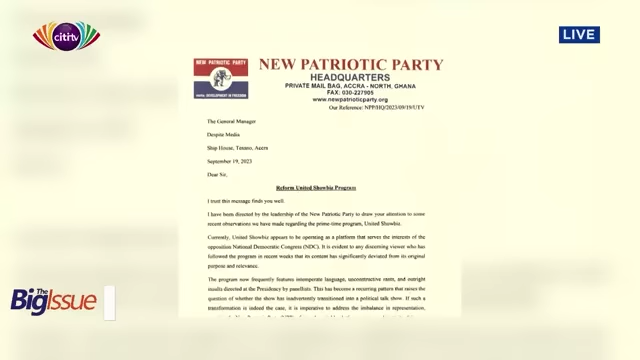 cititv
LIVE
NEW PATRIOTIC PARTY
NEW PATRIOTIC PARTY
HEADQUARTERS
PRIVATE MAIL BAG, ACCRA - NORTH, GHANA
FAX: 030-227905
www.newpatrioticparty.org
Our Reference: NPP/HQ/2023/09/19/UTV
The General Manager
Despite Media
Ship House, Tesano, Accra
September 19, 2023
Dear Sir,
Reform United Showbiz Program
I trust this message finds you well.
I have been directed by the leadership of the New Patriotic Party to draw your attention to some
recent observations we have made regarding the prime-time program, United Showbiz.
Currently, United Showbiz appears to be operating as a platform that serves the interests of the
opposition National Democratic Congress (NDC). It is evident to any discerning viewer who has
followed the program in recent weeks that its content has significantly deviated from its original
purpose and relevance.
The program now frequently features intemperate language, unconstructive rants, and outright
insults directed at the Presidency by panellists. This has become a recurring pattern that raises the
question of whether the show has inadvertently transitioned into a political talk show. If such a
transformation is indeed the case, it is imperative to address the imbalance in representation,
The BigIssue